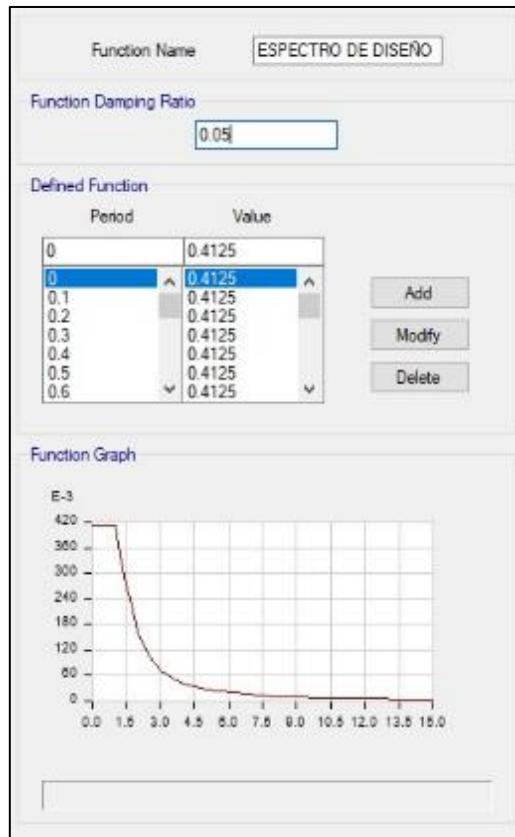 Function Name ESPECTRO DE DISEÑO
Function Damping Ratio
0.05
Defined Function
Period Value
0 0.4125
0 0.4125
0.1 0.4125
0.2 0.4125
0.3 0.4125
0.4 0.4125
0.5 0.4125
0.6 0.4125
Add
Modify
Delete
Function Graph
E-3
420
360
300
240
180
120
60
0
0.0 1.5 3.0 4.5 6.0 7.5 9.0 10.5 12.0 13.5 15.0